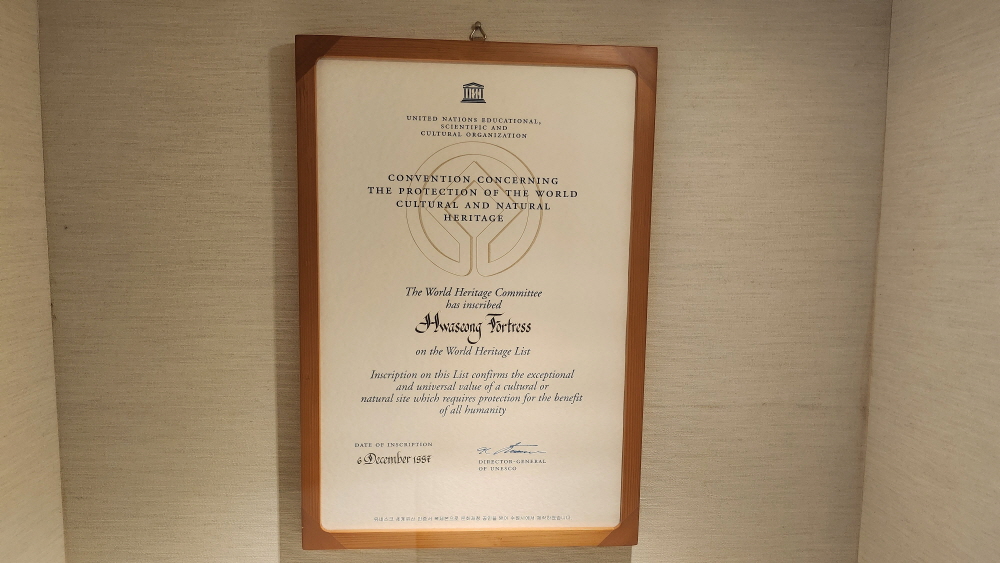 UNITED NATIONS EDUCATIONAL,
SCIENTIFIC AND
CULTURAL ORGANIZATION
CONVENTION CONCERNING
THE PROTECTION OF THE WORLD
CULTURAL AND NATURAL
HERITAGE
The World Heritage Committee
has inscribed
Hwaseong Fortress
on the World Heritage List
Inscription on this List confirms the exceptional
and universal value of a cultural or
natural site which requires protection for the benefit
of all humanity
DATE OF INSCRIPTION
6 December 1997
DIRECTOR-GENERAL
OF UNESCO